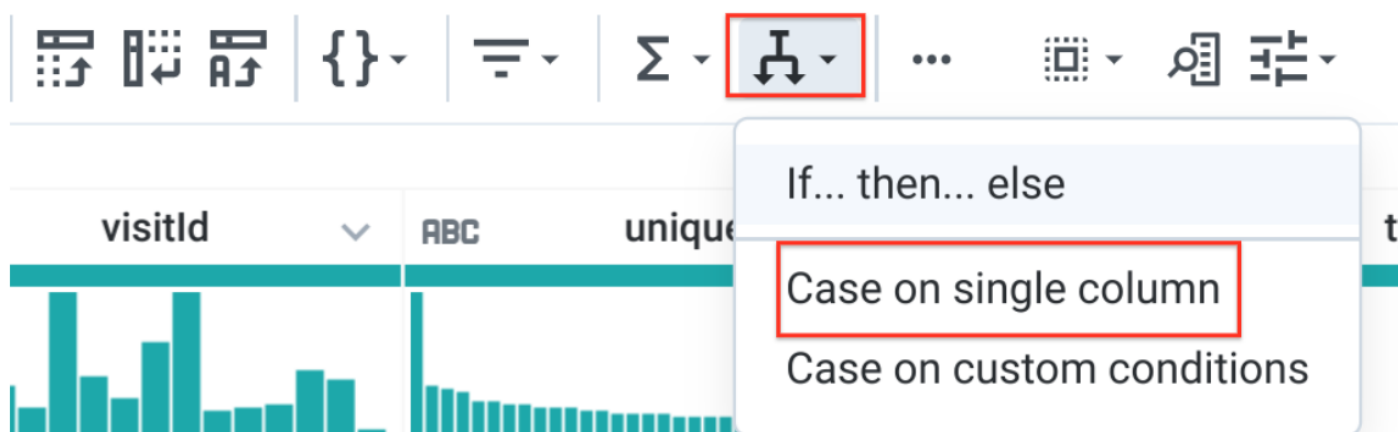 If... then... else
visitId
ABC
unique
t
Case on single column
Case on custom conditions